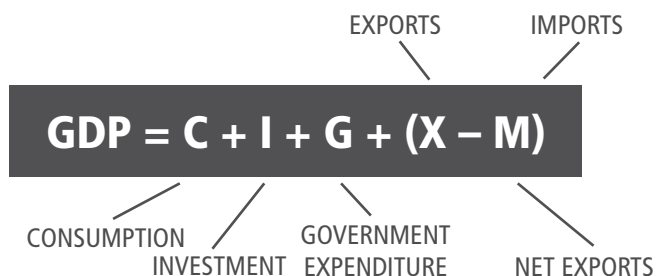 EXPORTS IMPORTS
GDP = C + I + G + (X – M)
CONSUMPTION
INVESTMENT
GOVERNMENT
EXPENDITURE
NET EXPORTS